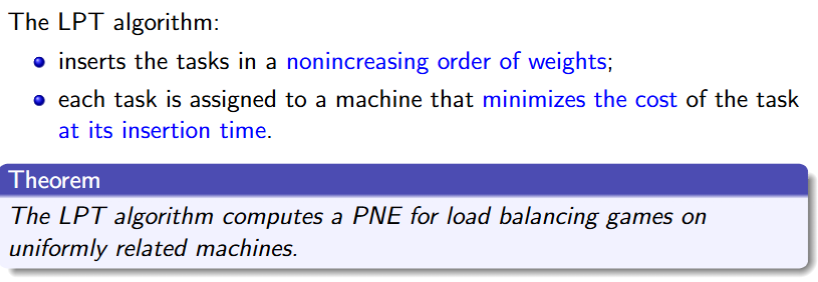 The LPT algorithm:
inserts the tasks in a nonincreasing order of weights;
each task is assigned to a machine that minimizes the cost of the task
at its insertion time.
Theorem
The LPT algorithm computes a PNE for load balancing games on
uniformly related machines.